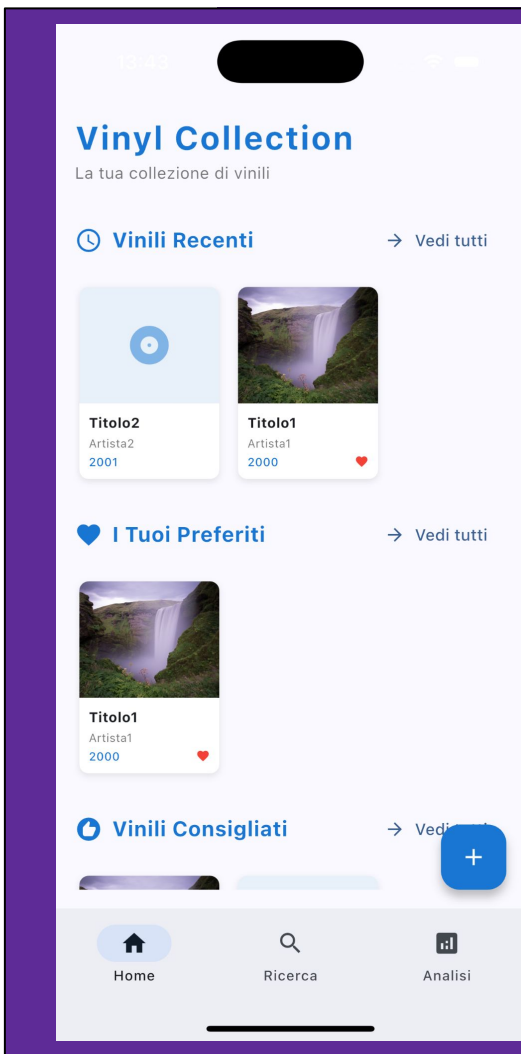 Vinyl Collection
La tua collezione di vinili
Vinili Recenti
Vedi tutti
Titolo2
Artista2
2001
Titolo1
Artista1
2000
I Tuoi Preferiti
Vedi tutti
Titolo1
Artista1
2000
Vinili Consigliati
Home
Ricerca
Analisi